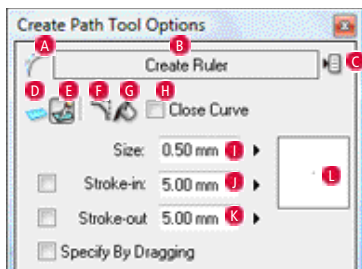 Create Path Tool Options
A
B
Create Ruler
C
D E F G H
Close Curve
Size: 0.50 mm I
Stroke-in: 5.00 mm J
L
Stroke-out 5.00 mm K
Specify By Dragging